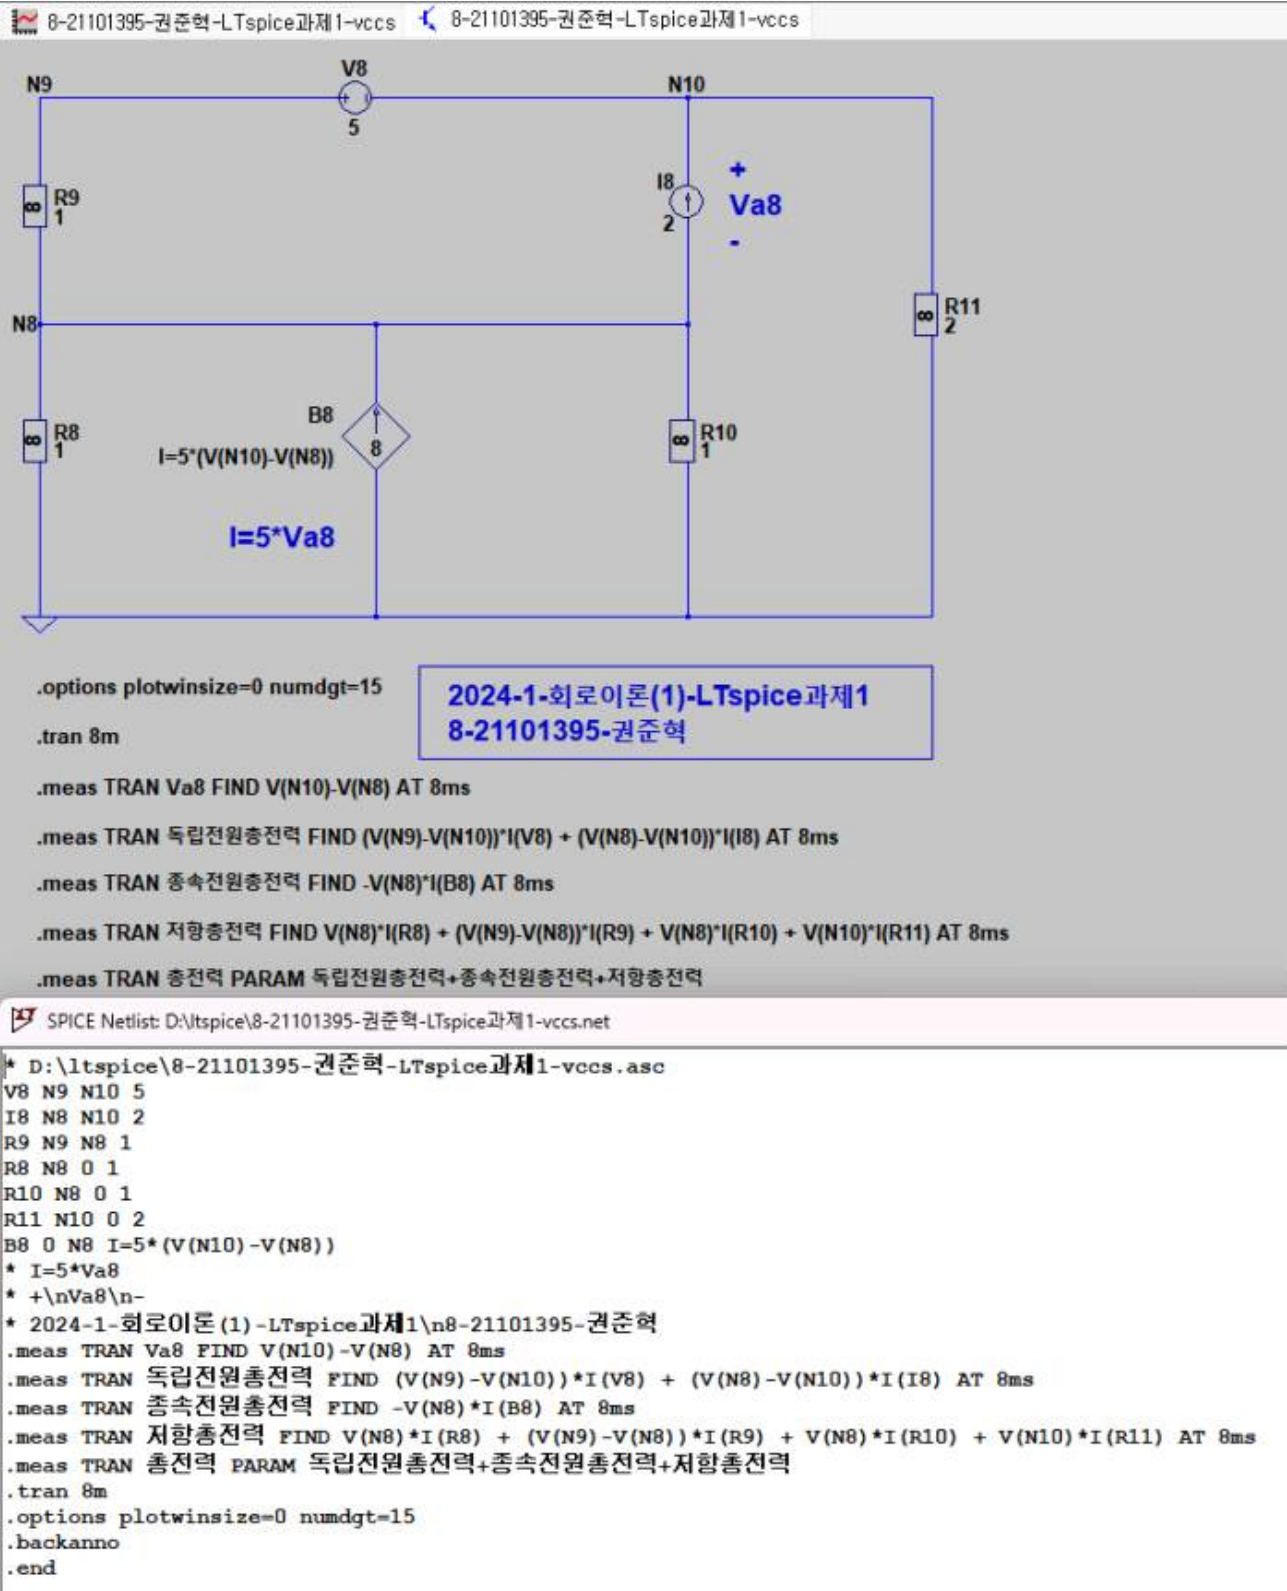 8-21101395-권준혁-LTspice과제1-vccs
8-21101395-권준혁-LTspice과제1-vccs
N9
V8
5
N10
R9
1
I8
2
+
Va8
-
R11
2
N8
R8
1
B8
I=5*(V(N10)-V(N8))
8
R10
1
I=5*Va8
.options plotwinsize=0 numdgt=15
.tran 8m
2024-1-회로이론(1)-LTspice과제1
8-21101395-권준혁
.meas TRAN Va8 FIND V(N10)-V(N8) AT 8ms
.meas TRAN 독립전원총전력 FIND (V(N9)-V(N10))*I(V8) + (V(N8)-V(N10))*I(I8) AT 8ms
.meas TRAN 종속전원총전력 FIND -V(N8)*I(B8) AT 8ms
.meas TRAN 저항총전력 FIND V(N8)*I(R8) + (V(N9)-V(N8))*I(R9) + V(N8)*I(R10) + V(N10)*I(R11) AT 8ms
.meas TRAN 총전력 PARAM 독립전원총전력+종속전원총전력+저항총전력
SPICE Netlist: D:\ltspice\8-21101395-권준혁-LTspice과제1-vccs.net
* D:\ltspice\8-21101395-권준혁-LTspice과제1-vccs.asc
V8 N9 N10 5
I8 N8 N10 2
R9 N9 N8 1
R8 N8 0 1
R10 N8 0 1
R11 N10 0 2
B8 0 N8 I=5*(V(N10)-V(N8))
* I=5*Va8
* +\nVa8\n-
* 2024-1-회로이론(1)-LTspice과제1\n8-21101395-권준혁
.meas TRAN Va8 FIND V(N10)-V(N8) AT 8ms
.meas TRAN 독립전원총전력 FIND (V(N9)-V(N10))*I(V8) + (V(N8)-V(N10))*I(I8) AT 8ms
.meas TRAN 종속전원총전력 FIND -V(N8)*I(B8) AT 8ms
.meas TRAN 저항총전력 FIND V(N8)*I(R8) + (V(N9)-V(N8))*I(R9) + V(N8)*I(R10) + V(N10)*I(R11) AT 8ms
.meas TRAN 총전력 PARAM 독립전원총전력+종속전원총전력+저항총전력
.tran 8m
.options plotwinsize=0 numdgt=15
.backanno
.end